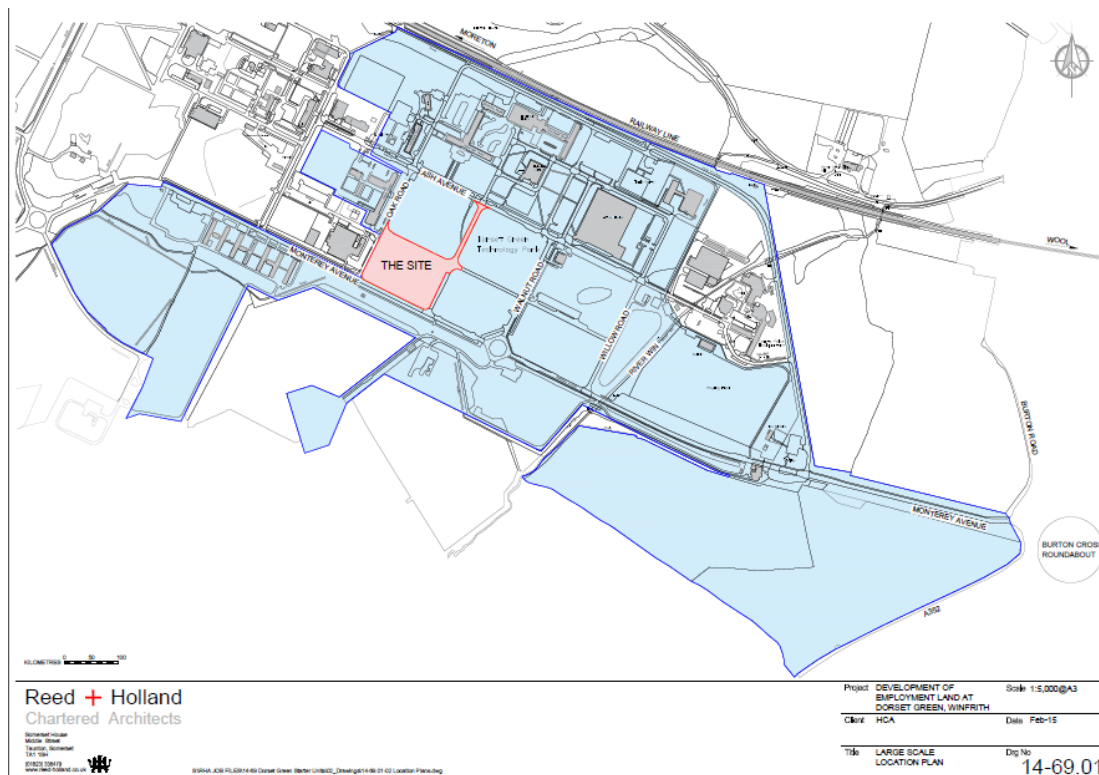 MORETON
RAILWAY LINE
ASH AVENUE
OAK ROAD
Dorset Green
Technology Park
WOOL
THE SITE
MONTEREY AVENUE
WALNUT ROAD
WILLOW ROAD
RIVER WIN
BURTON ROAD
MONTEREY AVENUE
BURTON CROSS
ROUNDABOUT
A352
KILOMETRES 0 50 100
Reed + Holland
Chartered Architects
Somerset House
Middle Street
Taunton, Somerset
TA1 1SH
www.reed-holland.co.uk
Project DEVELOPMENT OF
EMPLOYMENT LAND AT
DORSET GREEN, WINFRITH
Scale 1:5,000@A3
Client HCA
Date Feb-15
Title LARGE SCALE
LOCATION PLAN
Drg No
14-69.01